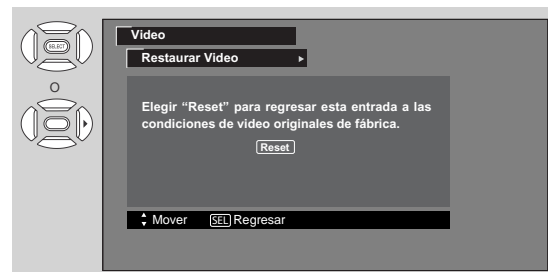 SELECT
O
Video
Restaurar Video
Elegir “Reset” para regresar esta entrada a las
condiciones de video originales de fábrica.
Reset
Mover SEL Regresar